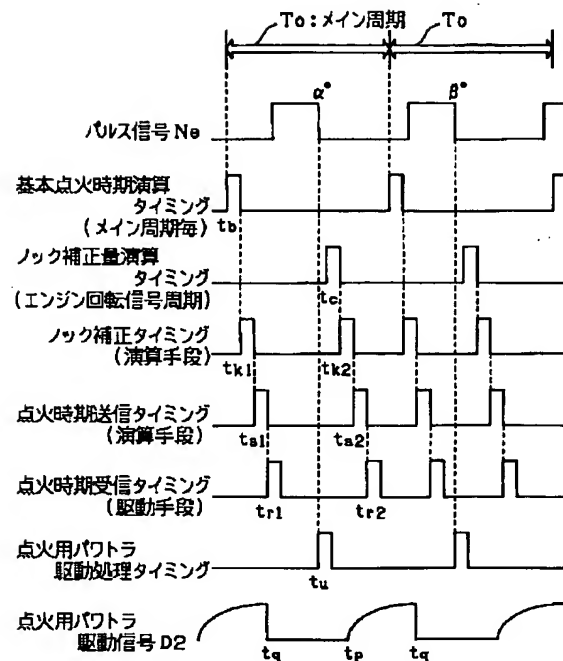 To:メイン周期 To
α° β°
パルス信号 Ne
基本点火時期演算
タイミング
(メイン周期毎) tb
ノック補正量演算
タイミング
(エンジン回転信号周期) tc
ノック補正タイミング
(演算手段) tk1 tk2
点火時期送信タイミング
(演算手段) ts1 ts2
点火時期受信タイミング
(駆動手段) tr1 tr2
点火用パワトラ
駆動処理タイミング tu
点火用パワトラ
駆動信号D2 tq tp tq